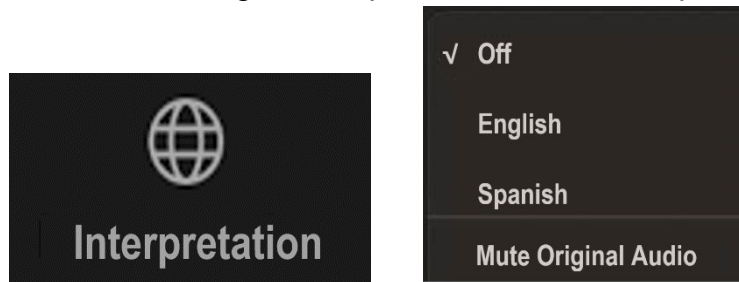 Interpretation
√ Off
English
Spanish
Mute Original Audio